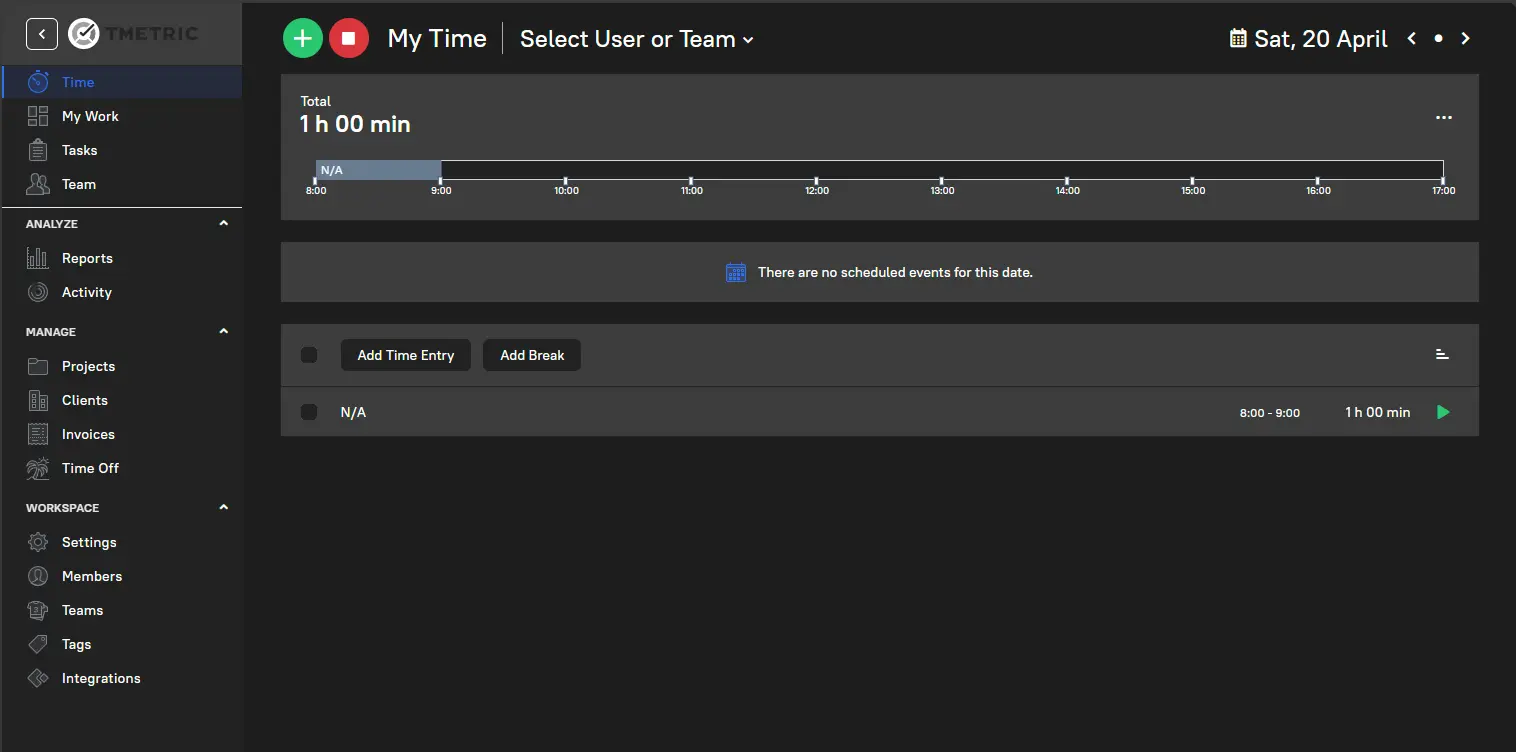 TMETRIC
Time
My Work
Tasks
Team
ANALYZE
Reports
Activity
MANAGE
Projects
Clients
Invoices
Time Off
WORKSPACE
Settings
Members
Teams
Tags
Integrations
My Time Select User or Team Sat, 20 April
Total
1 h 00 min
N/A
8:00 9:00 10:00 11:00 12:00 13:00 14:00 15:00 16:00 17:00
There are no scheduled events for this date.
Add Time Entry Add Break
N/A 8:00 - 9:00 1 h 00 min